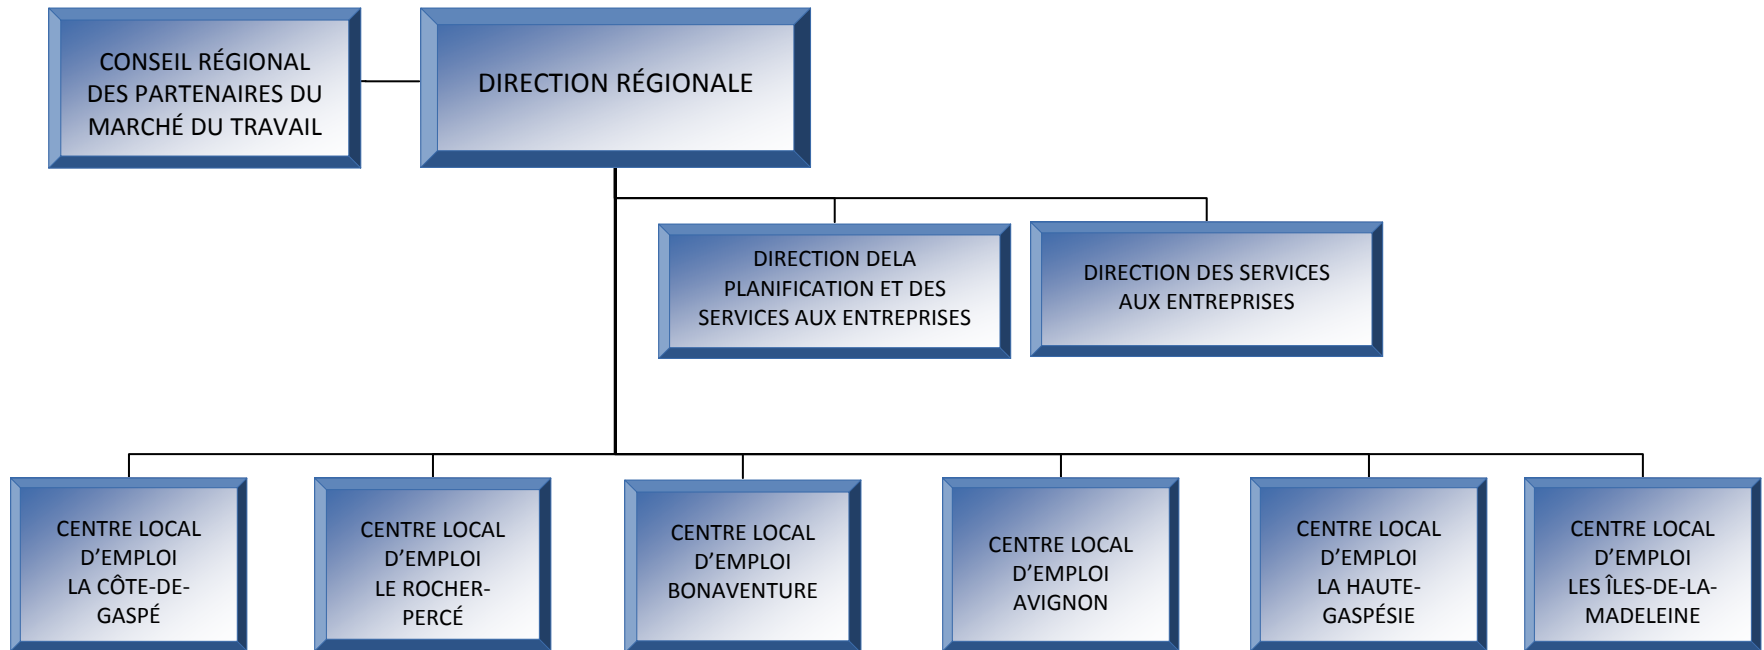 CONSEIL RÉGIONAL
DES PARTENAIRES DU
MARCHÉ DU TRAVAIL
DIRECTION RÉGIONALE
DIRECTION DELA
PLANIFICATION ET DES
SERVICES AUX ENTREPRISES
DIRECTION DES SERVICES
AUX ENTREPRISES
CENTRE LOCAL
D’EMPLOI
LA CÔTE-DE-
GASPÉ
CENTRE LOCAL
D’EMPLOI
LE ROCHER-
PERCÉ
CENTRE LOCAL
D’EMPLOI
BONAVENTURE
CENTRE LOCAL
D’EMPLOI
AVIGNON
CENTRE LOCAL
D’EMPLOI
LA HAUTE-
GASPÉSIE
CENTRE LOCAL
D’EMPLOI
LES ÎLES-DE-LA-
MADELEINE